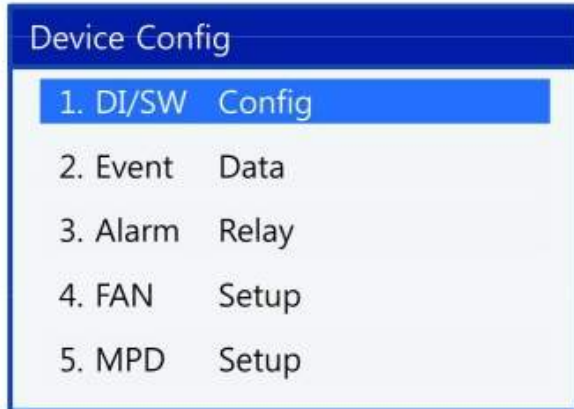 Device Config
1. DI/SW Config
2. Event Data
3. Alarm Relay
4. FAN Setup
5. MPD Setup